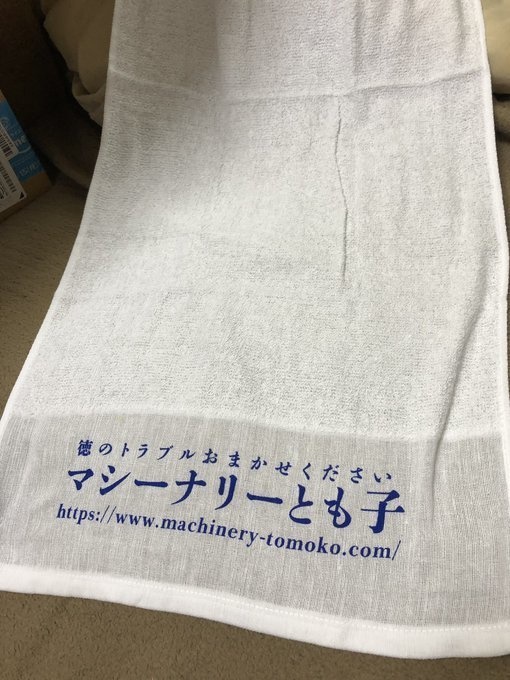 徳のトラブルおまかせください
マシーナリーとも子
https://www.machinery-tomoko.com/